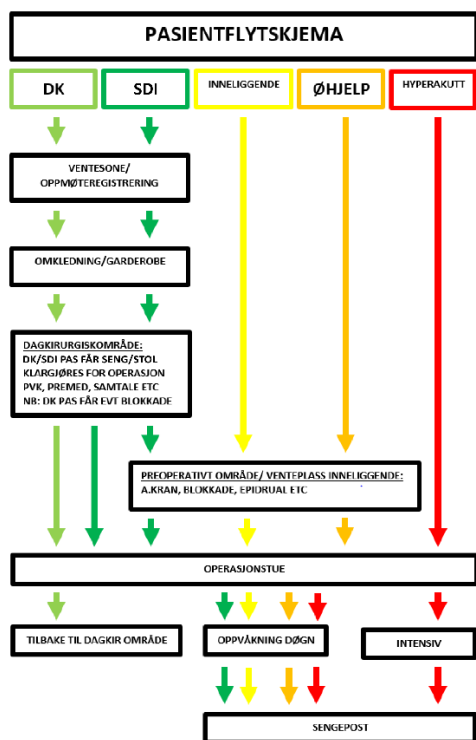 PASIENTFLYTSKJEMA
DK
SDI
INNELIGGENDE
ØHJELP
HYPERAKUTT
VENTESONE/
OPPMØTEREGISTRERING
OMKLEDNING/GARDEROBE
DAGKIRURGISKOMRÅDE:
DK/SDI PAS FÅR SENG/STOL
KLARGJØRES FOR OPERASJON
PVK, PREMED, SAMTALE ETC
NB: DK PAS FÅR EVT BLOKKADE
PREOPERATIVT OMRÅDE/ VENTEPLASS INNELIGGENDE:
A.KRAN, BLOKKADE, EPIDRUAL ETC
OPERASJONSTUE
TILBAKE TIL DAGKIR OMRÅDE
OPPVÅKNING DØGN
INTENSIV
SENGEPOST